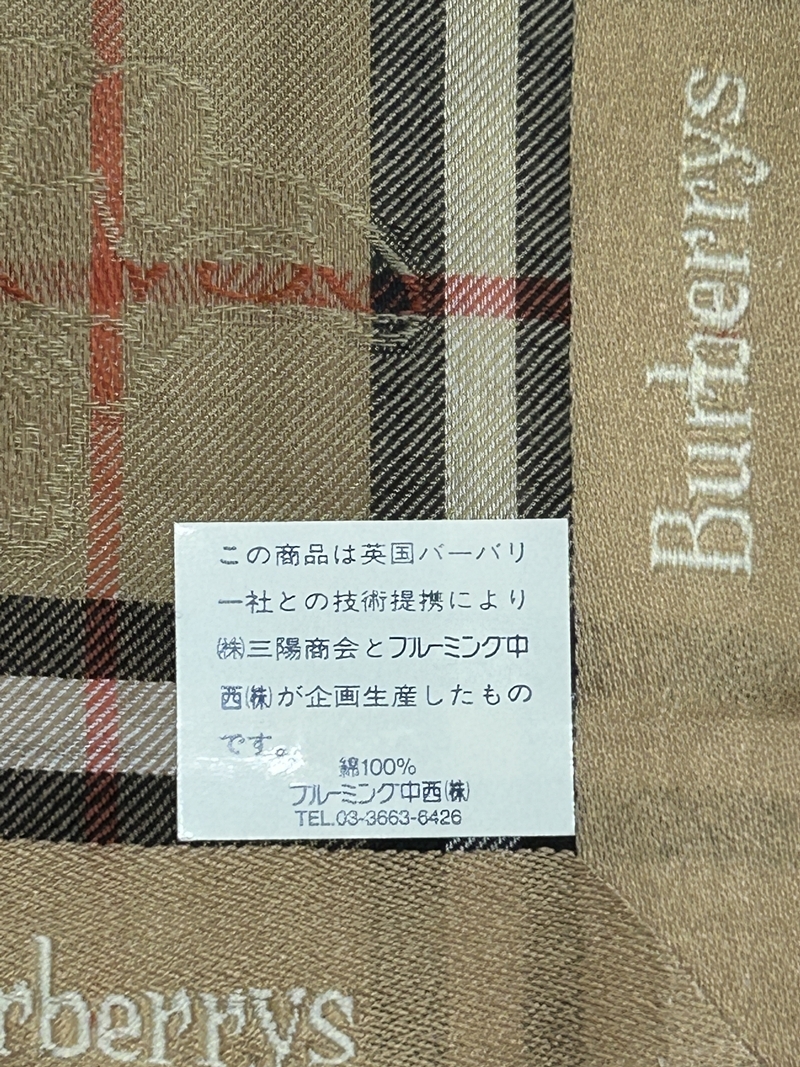 Burberrys
この商品は英国バーバリ
ー社との技術提携により
㈱三陽商会とブルーミング中
西㈱が企画生産したもの
です。
綿100%
ブルーミング中西㈱
TEL.03-3663-6426
rberrys